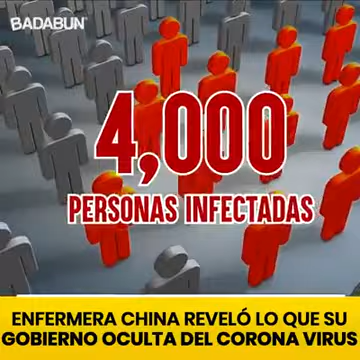 BADABUN
4,000
PERSONAS INFECTADAS
ENFERMERA CHINA REVELÓ LO QUE SU
GOBIERNO OCULTA DEL CORONA VIRUS